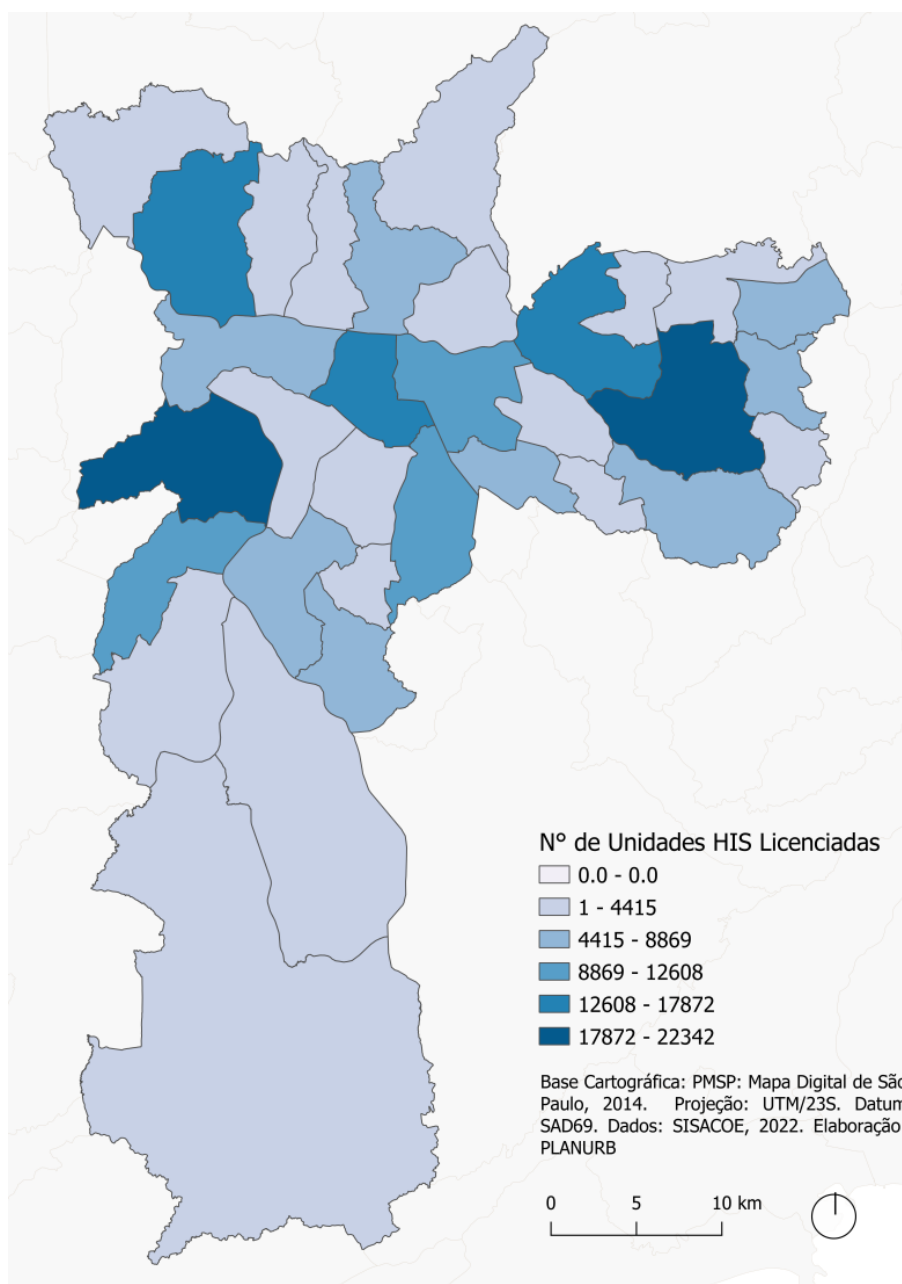 N° de Unidades HIS Licenciadas
0.0 - 0.0
1 - 4415
4415 - 8869
8869 - 12608
12608 - 17872
17872 - 22342
Base Cartográfica: PMSP: Mapa Digital de São
Paulo, 2014. Projeção: UTM/23S. Datum
SAD69. Dados: SISACOE, 2022. Elaboração
PLANURB
0 5 10 km